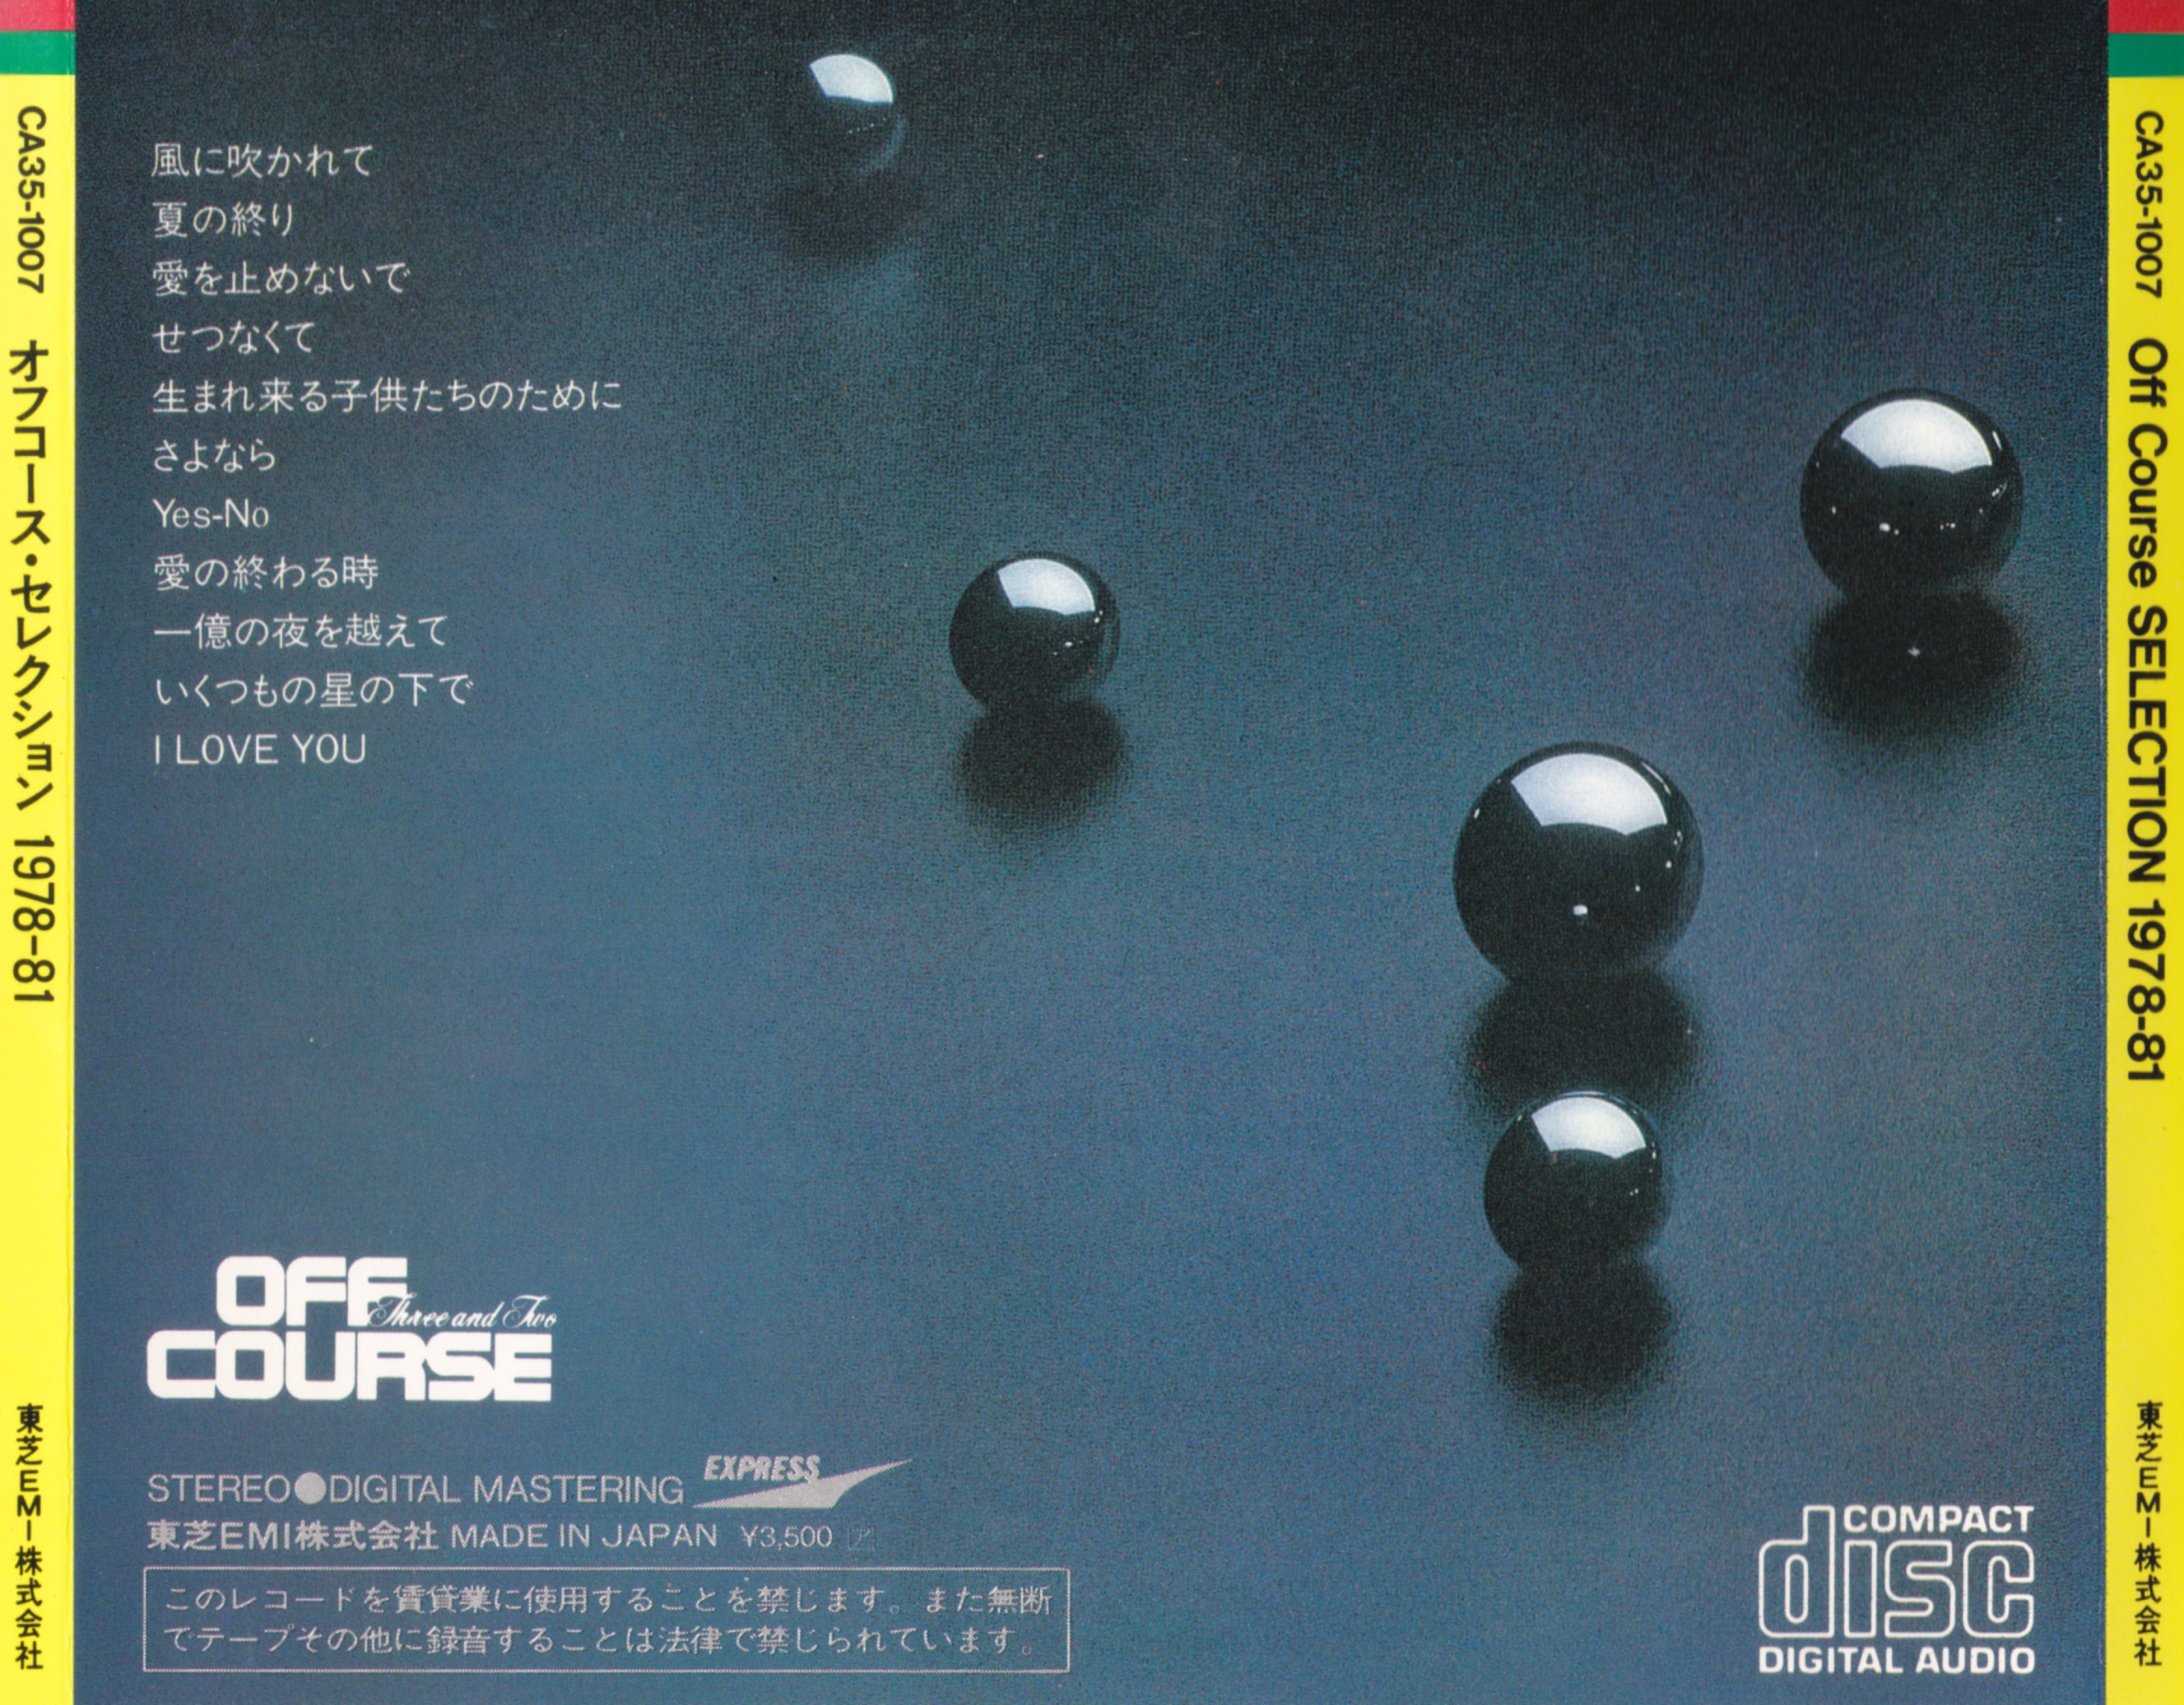 CA35-1007 オフコース・セレクション 1978-81 東芝EMI株式会社
風に吹かれて
夏の終り
愛を止めないで
せつなくて
生まれ来る子供たちのために
さよなら
Yes-No
愛の終わる時
一億の夜を越えて
いくつもの星の下で
I LOVE YOU
OFF
Three and Two
COURSE
STEREO●DIGITAL MASTERING EXPRESS
東芝EMI株式会社 MADE IN JAPAN ¥3,500
このレコードを賃貸業に使用することを禁じます。また無断
でテープその他に録音することは法律で禁じられています。
COMPACT
disc
DIGITAL AUDIO
CA35-1007 Off Course SELECTION 1978-81 東芝EMI株式会社